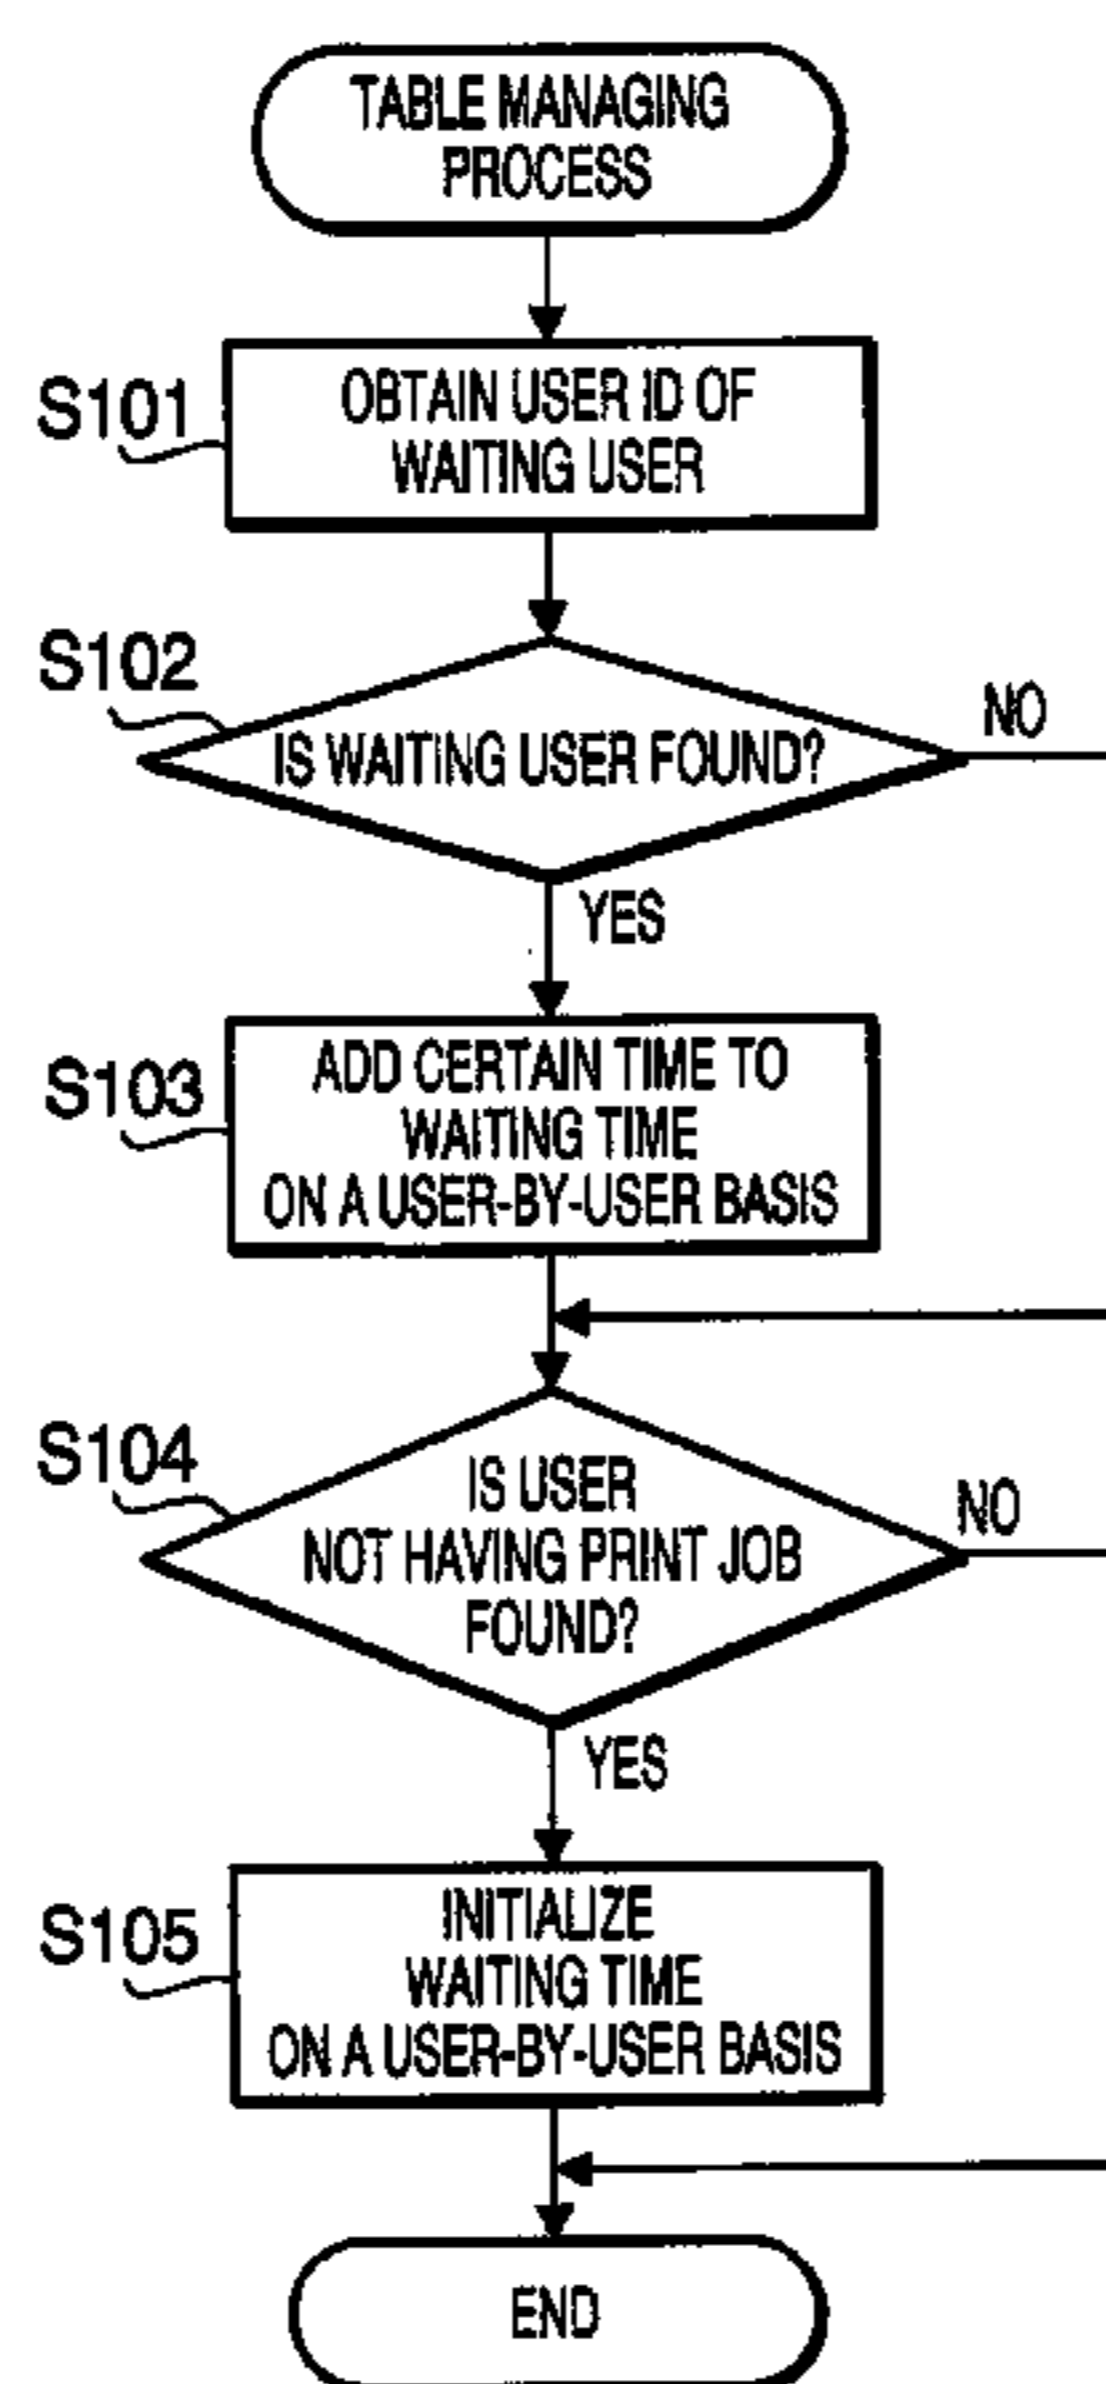 TABLE MANAGING
PROCESS
S101
OBTAIN USER ID OF
WAITING USER
S102
IS WAITING USER FOUND?
NO
YES
S103
ADD CERTAIN TIME TO
WAITING TIME
ON A USER-BY-USER BASIS
S104
IS USER
NOT HAVING PRINT JOB
FOUND?
NO
YES
S105
INITIALIZE
WAITING TIME
ON A USER-BY-USER BASIS
END